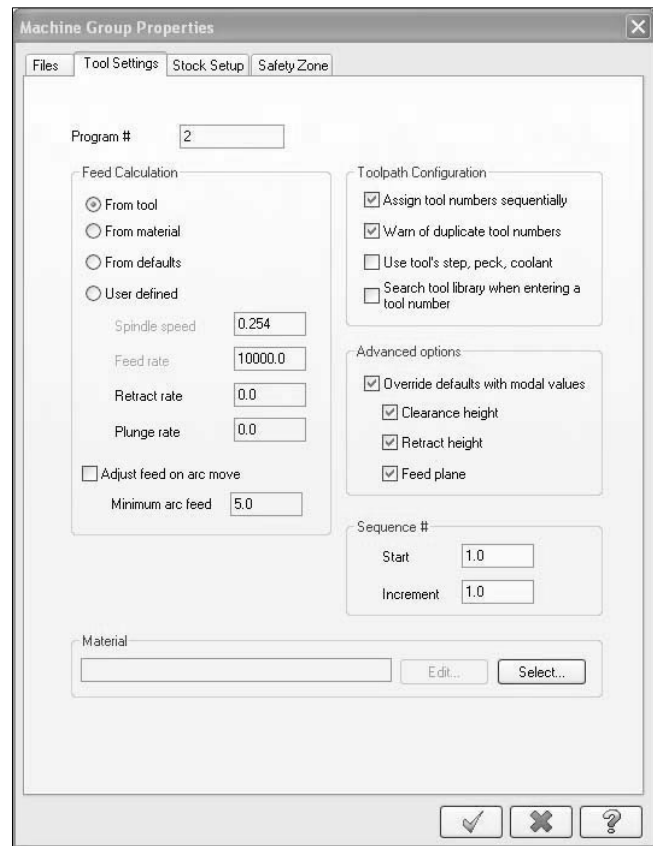 Machine Group Properties
Files
Tool Settings
Stock Setup
Safety Zone
Program #
2
Feed Calculation
From tool
From material
From defaults
User defined
Spindle speed
0.254
Feed rate
10000.0
Retract rate
0.0
Plunge rate
0.0
Adjust feed on arc move
Minimum arc feed
5.0
Toolpath Configuration
Assign tool numbers sequentially
Warn of duplicate tool numbers
Use tool's step, peck, coolant
Search tool library when entering a
tool number
Advanced options
Override defaults with modal values
Clearance height
Retract height
Feed plane
Sequence #
Start
1.0
Increment
1.0
Material
Edit...
Select...
?